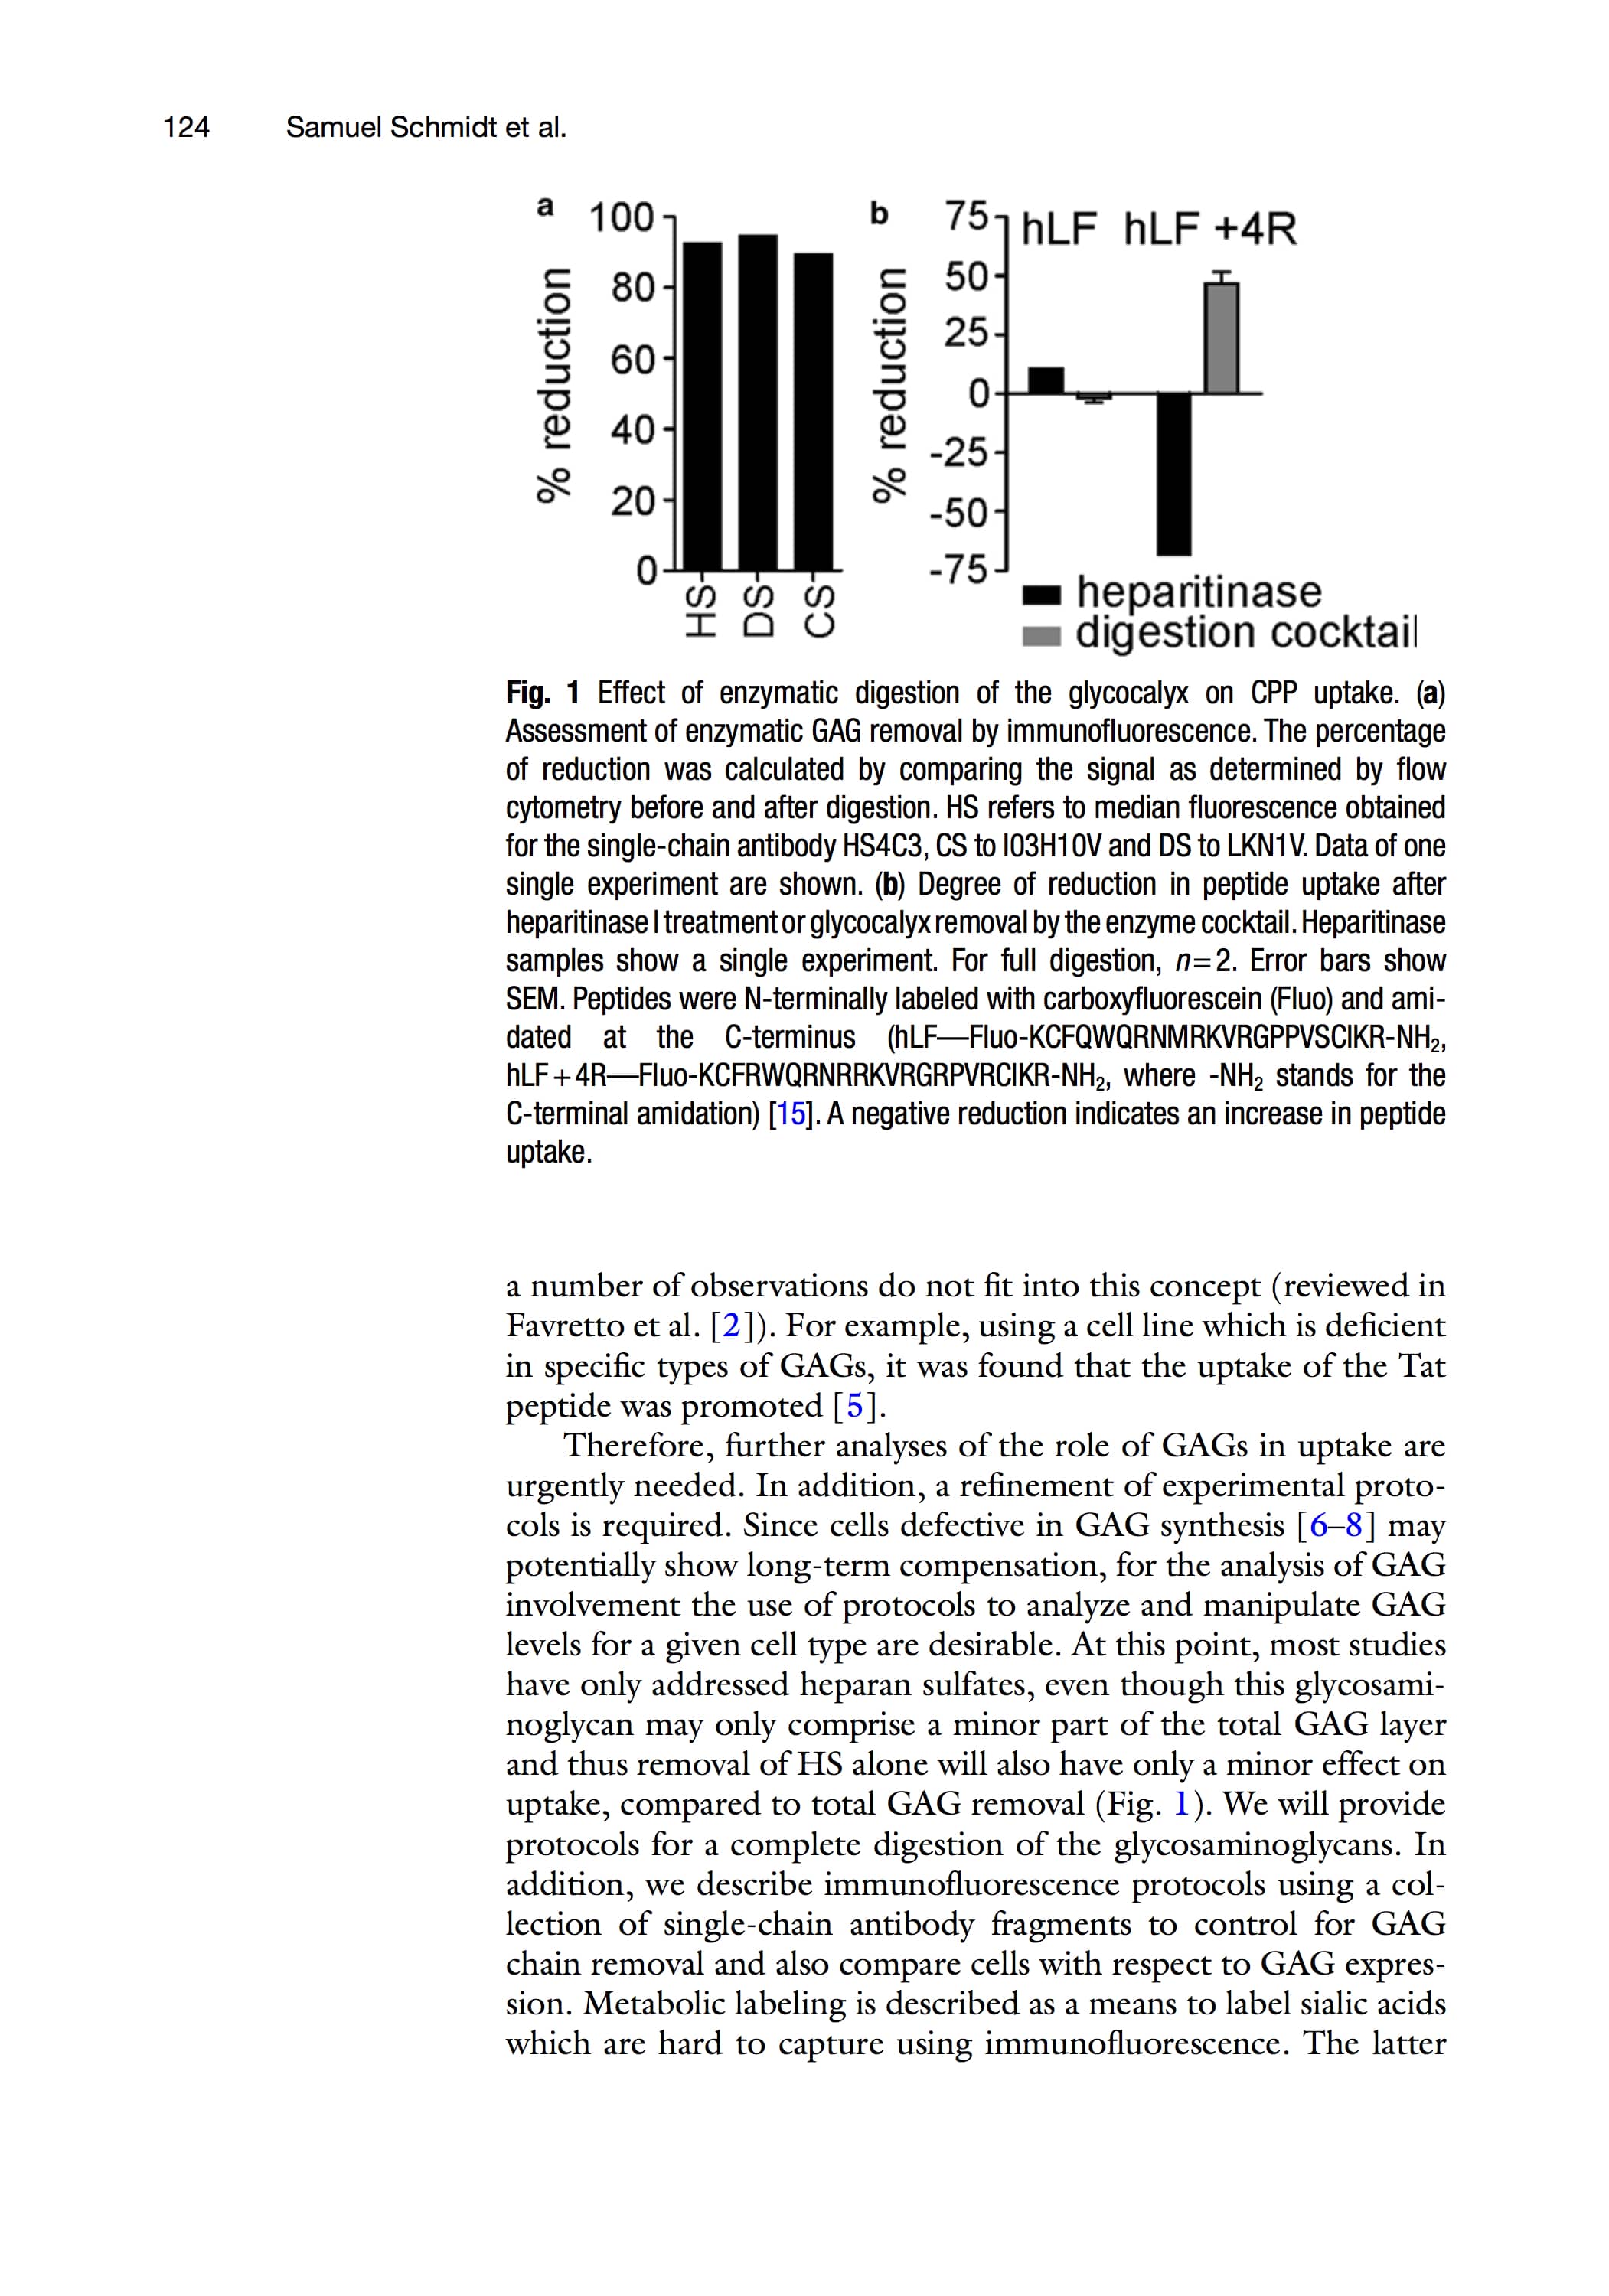 124 Samuel Schmidt et al.
a
100
80
60
40
20
0
% reduction
HS
DS
CS
b
75
50
25
0
-25
-50
-75
% reduction
hLF hLF +4R
heparitinase
digestion cocktail
Fig. 1 Effect of enzymatic digestion of the glycocalyx on CPP uptake. (a)
Assessment of enzymatic GAG removal by immunofluorescence. The percentage
of reduction was calculated by comparing the signal as determined by flow
cytometry before and after digestion. HS refers to median fluorescence obtained
for the single-chain antibody HS4C3, CS to I03H10V and DS to LKN1V. Data of one
single experiment are shown. (b) Degree of reduction in peptide uptake after
heparitinase I treatment or glycocalyx removal by the enzyme cocktail. Heparitinase
samples show a single experiment. For full digestion, n=2. Error bars show
SEM. Peptides were N-terminally labeled with carboxyfluorescein (Fluo) and ami-
dated at the C-terminus (hLF—Fluo-KCFQWQRNMRKVRGPPVSCIKR-NH₂,
hLF+4R—Fluo-KCFRWQRNRRKVRGRPVRCIKR-NH₂, where -NH₂ stands for the
C-terminal amidation) [15]. A negative reduction indicates an increase in peptide
uptake.
a number of observations do not fit into this concept (reviewed in
Favretto et al. [2]). For example, using a cell line which is deficient
in specific types of GAGs, it was found that the uptake of the Tat
peptide was promoted [5].
Therefore, further analyses of the role of GAGs in uptake are
urgently needed. In addition, a refinement of experimental proto-
cols is required. Since cells defective in GAG synthesis [6–8] may
potentially show long-term compensation, for the analysis of GAG
involvement the use of protocols to analyze and manipulate GAG
levels for a given cell type are desirable. At this point, most studies
have only addressed heparan sulfates, even though this glycosami-
noglycan may only comprise a minor part of the total GAG layer
and thus removal of HS alone will also have only a minor effect on
uptake, compared to total GAG removal (Fig. 1). We will provide
protocols for a complete digestion of the glycosaminoglycans. In
addition, we describe immunofluorescence protocols using a col-
lection of single-chain antibody fragments to control for GAG
chain removal and also compare cells with respect to GAG expres-
sion. Metabolic labeling is described as a means to label sialic acids
which are hard to capture using immunofluorescence. The latter